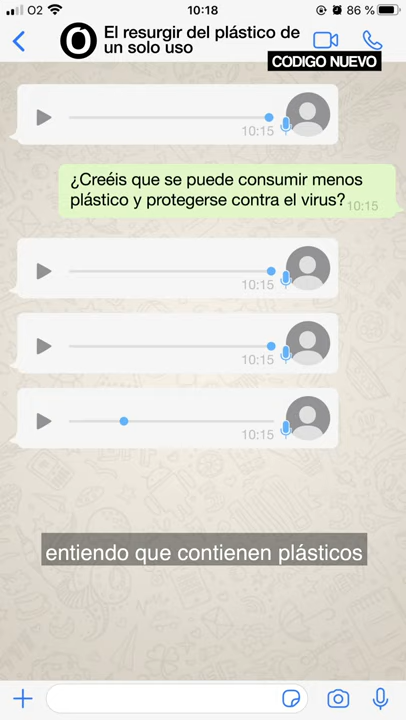 O2
10:18
86 %
El resurgir del plástico de
un solo uso
CÓDIGO NUEVO
10:15
¿Creéis que se puede consumir menos
plástico y protegerse contra el virus?
10:15
10:15
10:15
10:15
entiendo que contienen plásticos